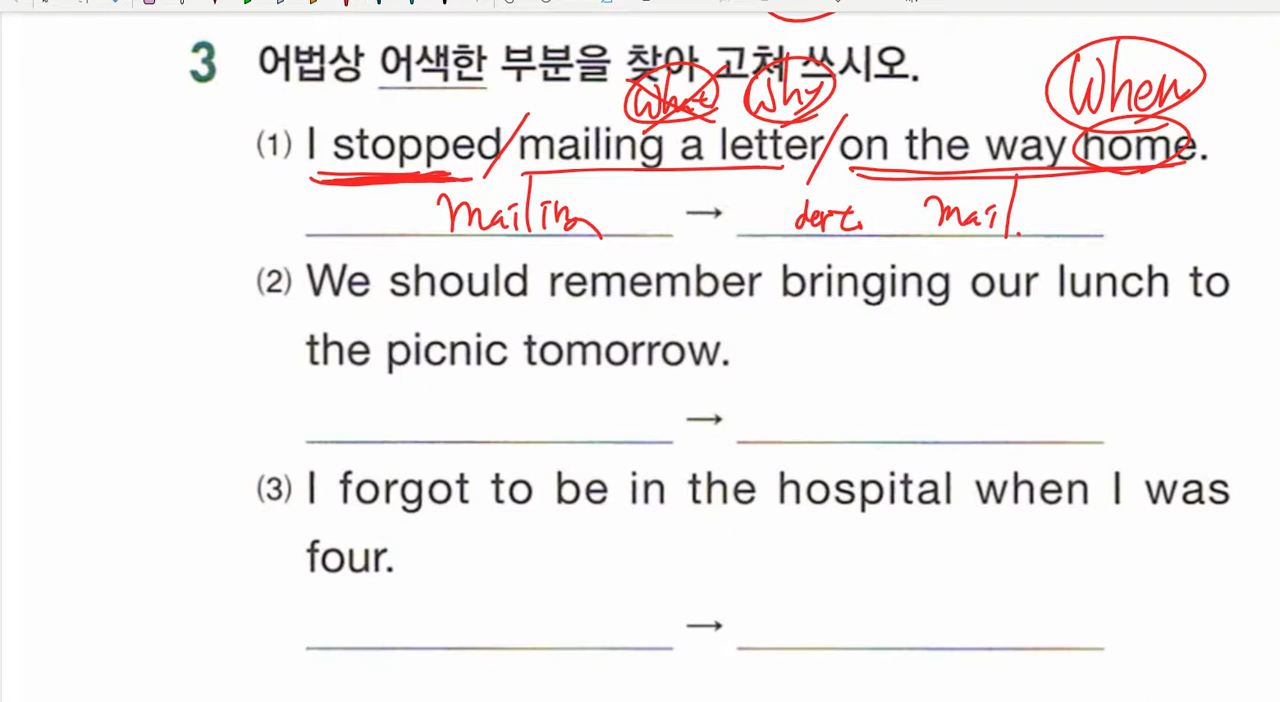 3 어법상 어색한 부분을 찾아 고쳐 쓰시오.
What Why When
(1) I stopped / mailing a letter / on the way home.
mailing → mail.
(2) We should remember bringing our lunch to
the picnic tomorrow.
→
(3) I forgot to be in the hospital when I was
four.
→